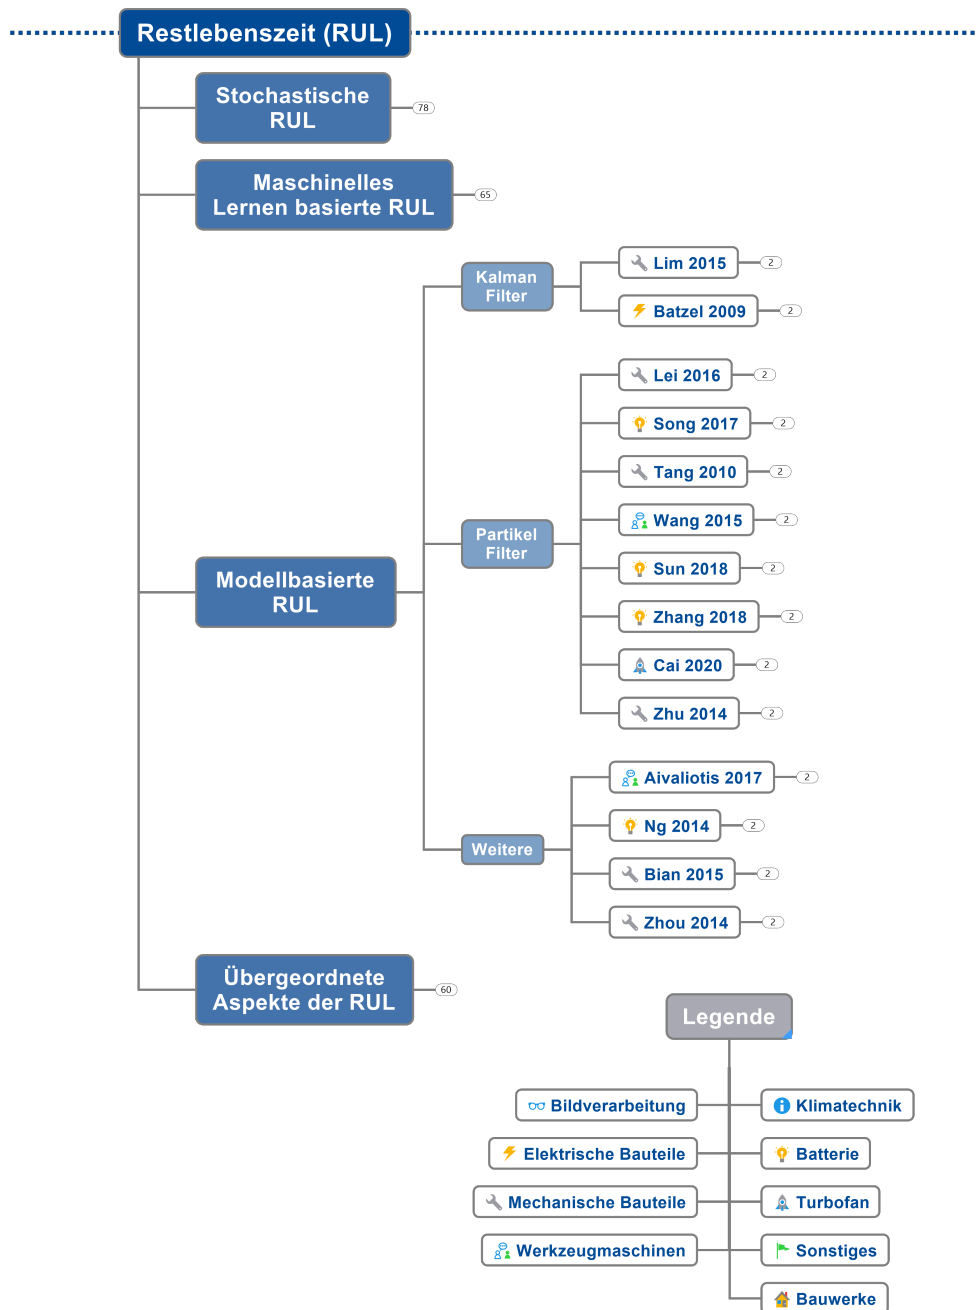 Restlebenszeit (RUL)
Stochastische
RUL
78
Maschinelles
Lernen basierte RUL
65
Modellbasierte
RUL
Kalman
Filter
Lim 2015
2
Batzel 2009
2
Partikel
Filter
Lei 2016
2
Song 2017
2
Tang 2010
2
Wang 2015
2
Sun 2018
2
Zhang 2018
2
Cai 2020
2
Zhu 2014
2
Weitere
Aivaliotis 2017
2
Ng 2014
2
Bian 2015
2
Zhou 2014
2
Übergeordnete
Aspekte der RUL
60
Legende
Bildverarbeitung
Klimatechnik
Elektrische Bauteile
Batterie
Mechanische Bauteile
Turbofan
Werkzeugmaschinen
Sonstiges
Bauwerke